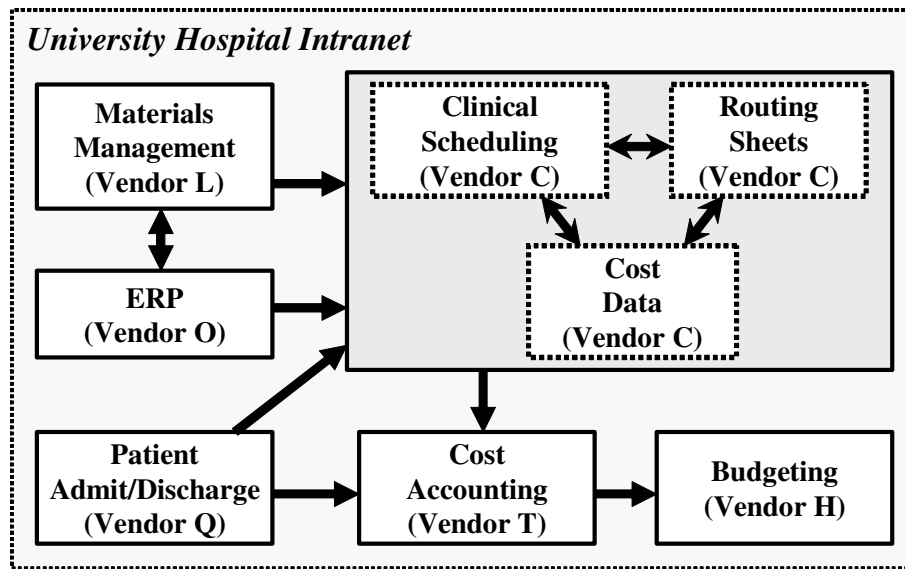 University Hospital Intranet
Materials
Management
(Vendor L)
Clinical
Scheduling
(Vendor C)
Routing
Sheets
(Vendor C)
Cost
Data
(Vendor C)
ERP
(Vendor O)
Patient
Admit/Discharge
(Vendor Q)
Cost
Accounting
(Vendor T)
Budgeting
(Vendor H)